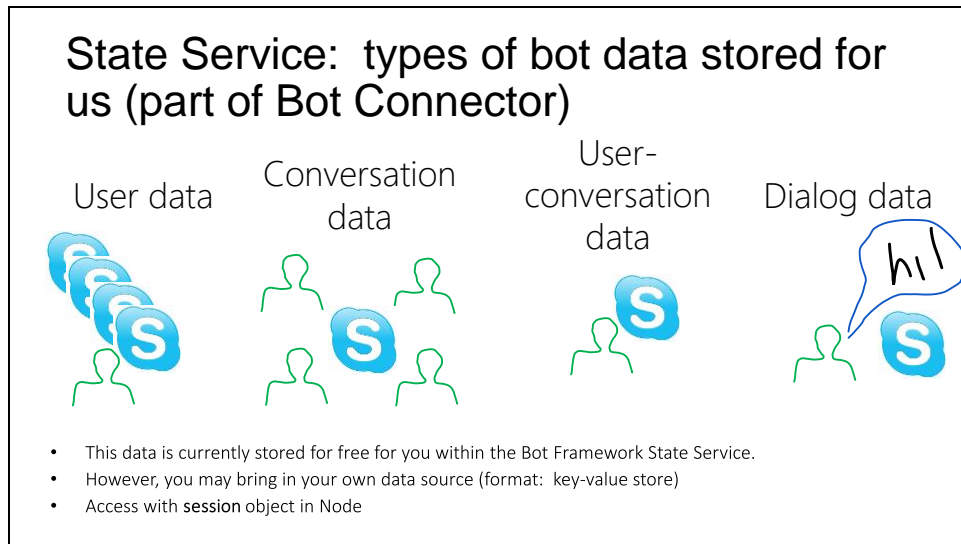 State Service:  types of bot data stored for
us (part of Bot Connector)
User data
Conversation
data
User-
conversation
data
Dialog data
S
S
S
S
S
S
S
hi!
• This data is currently stored for free for you within the Bot Framework State Service.
• However, you may bring in your own data source (format:  key-value store)
• Access with session object in Node